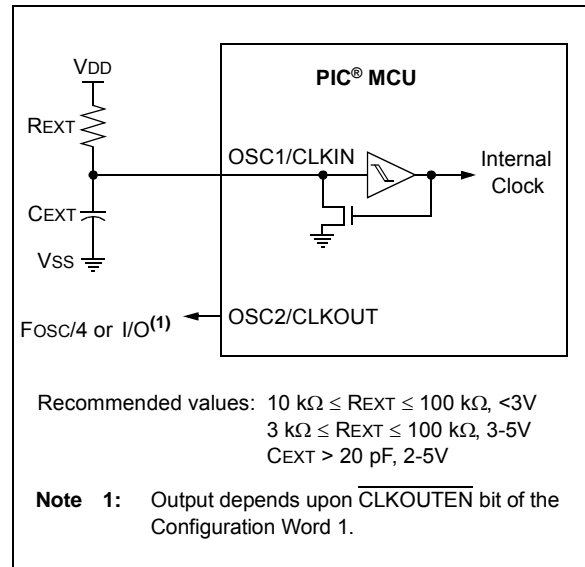 VDD
PIC® MCU
REXT
OSC1/CLKIN
Internal
Clock
CEXT
VSS
OSC2/CLKOUT
FOSC/4 or I/O(1)
Recommended values: 10 kΩ ≤ REXT ≤ 100 kΩ, <3V
3 kΩ ≤ REXT ≤ 100 kΩ, 3-5V
CEXT > 20 pF, 2-5V
Note 1: Output depends upon CLKOUTEN bit of the
Configuration Word 1.